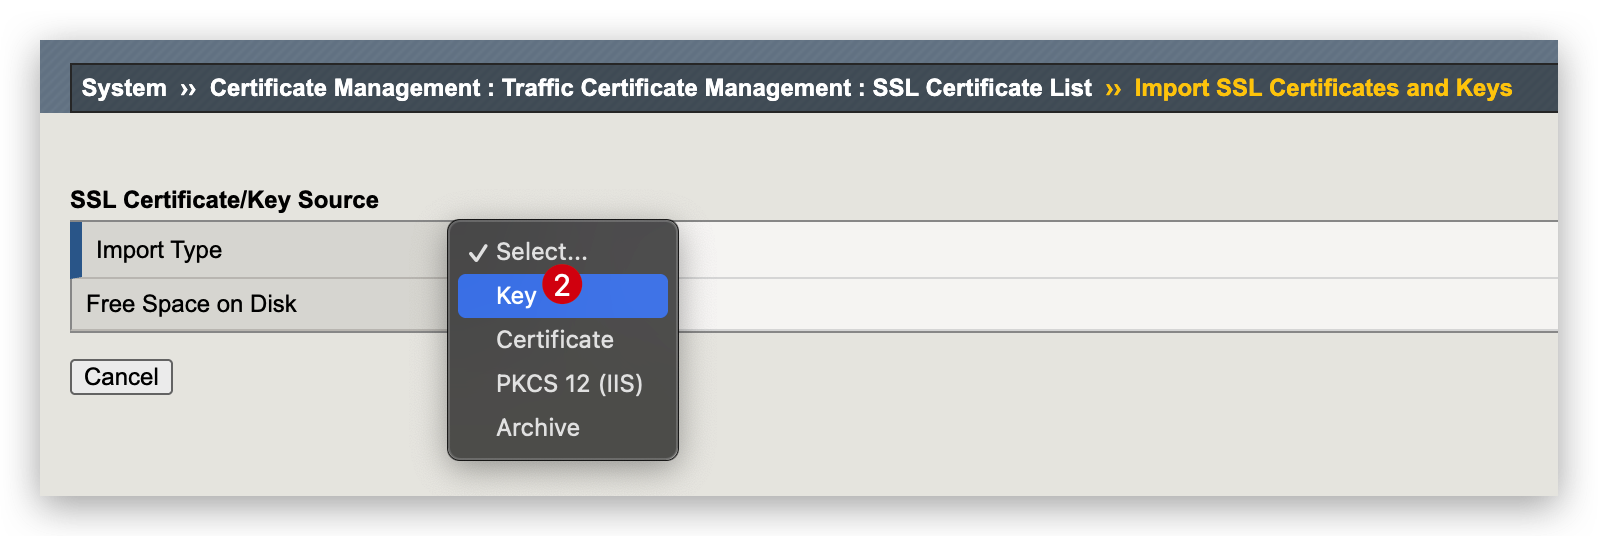 System ›› Certificate Management : Traffic Certificate Management : SSL Certificate List ›› Import SSL Certificates and Keys
SSL Certificate/Key Source
Import Type
✓ Select...
Key 2
Free Space on Disk
Certificate
PKCS 12 (IIS)
Archive
Cancel